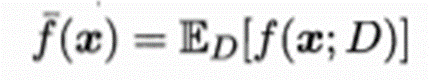 f̄(𝒙) = 𝔼_D[f(𝒙; D)]